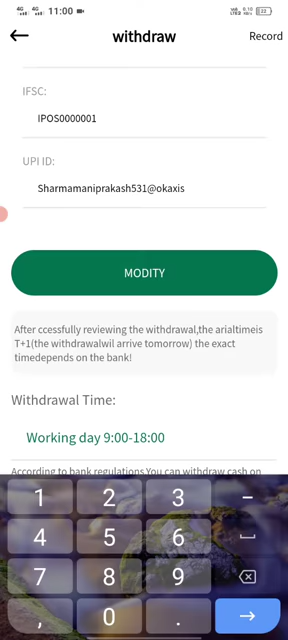 11:00
withdraw
Record
IFSC:
IPOS0000001
UPI ID:
Sharmamaniprakash531@okaxis
MODITY
After ccessfully reviewing the withdrawal,the arialtimeis
T+1(the withdrawalwil arrive tomorrow) the exact
timedepends on the bank!
Withdrawal Time:
Working day 9:00-18:00
According to bank regulations,You can withdraw cash on
1 2 3 -
4 5 6
7 8 9
, 0 .